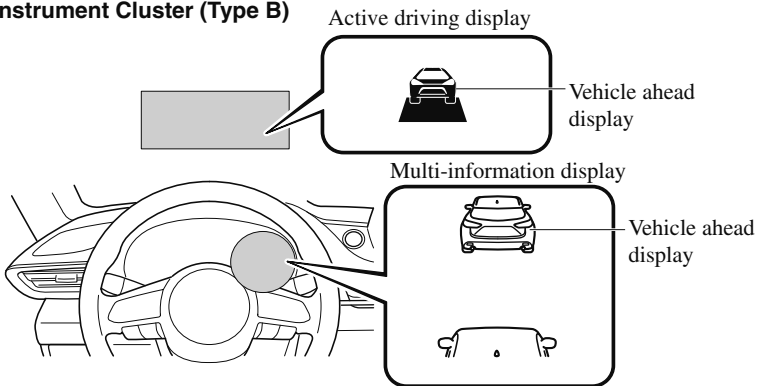 nstrument Cluster (Type B)
Active driving display
Vehicle ahead
display
Multi-information display
Vehicle ahead
display